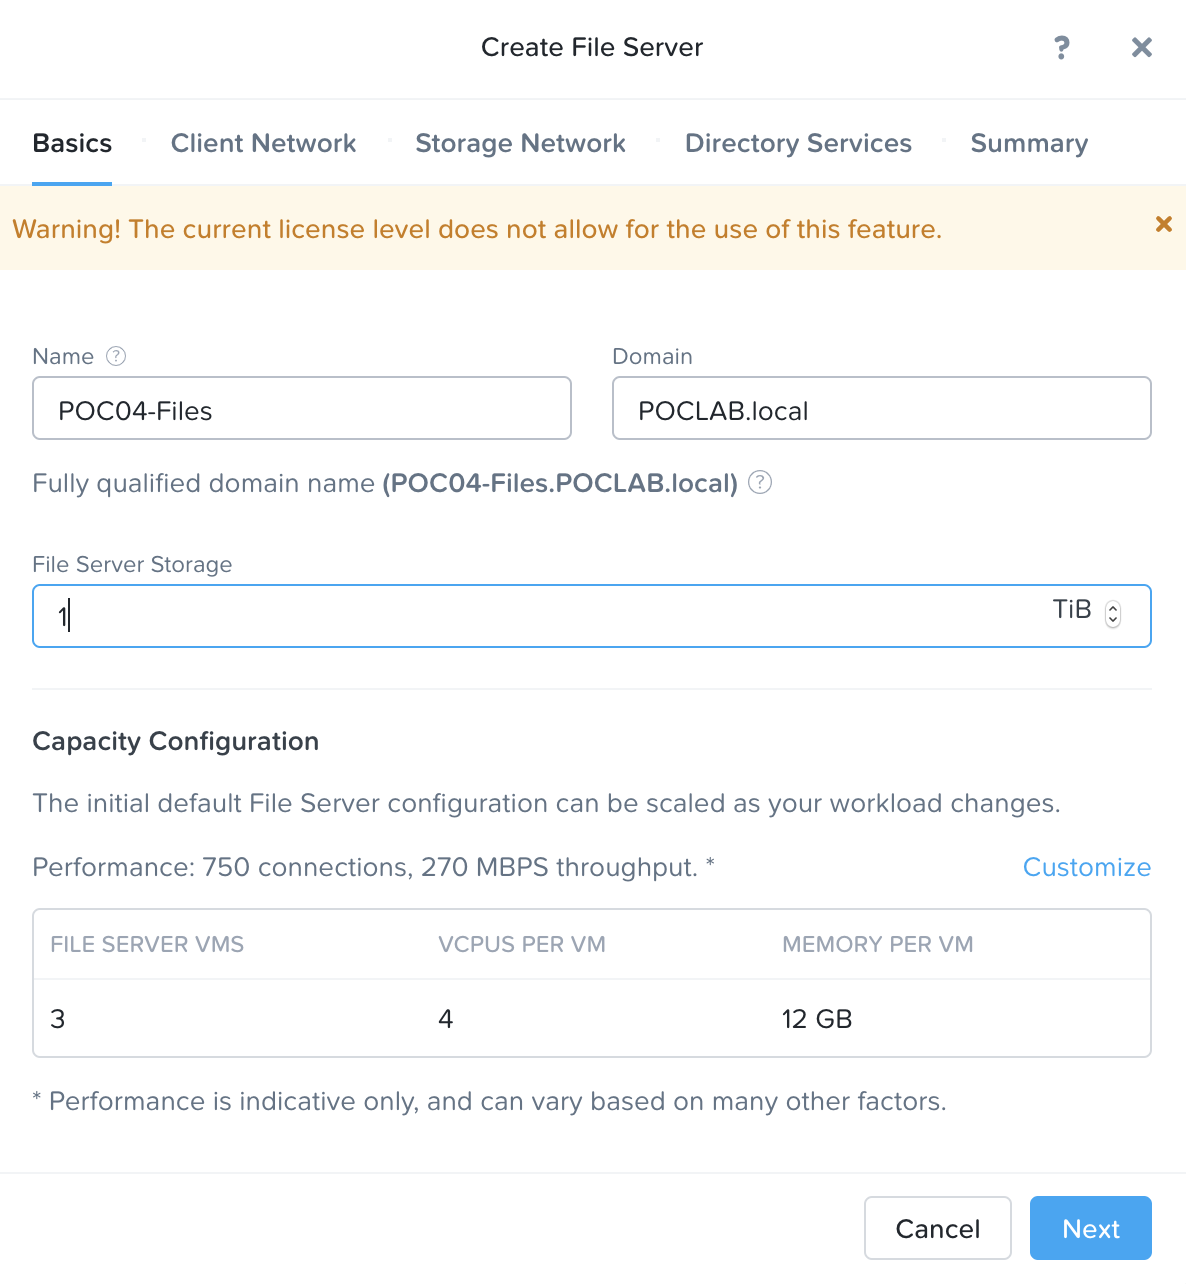 Create File Server
?
Basics Client Network Storage Network Directory Services Summary
Warning! The current license level does not allow for the use of this feature.
Name ? Domain
POC04-Files POCLAB.local
Fully qualified domain name (POC04-Files.POCLAB.local) ?
File Server Storage
1 TiB
Capacity Configuration
The initial default File Server configuration can be scaled as your workload changes.
Performance: 750 connections, 270 MBPS throughput. * Customize
FILE SERVER VMS VCPUS PER VM MEMORY PER VM
3 4 12 GB
* Performance is indicative only, and can vary based on many other factors.
Cancel Next